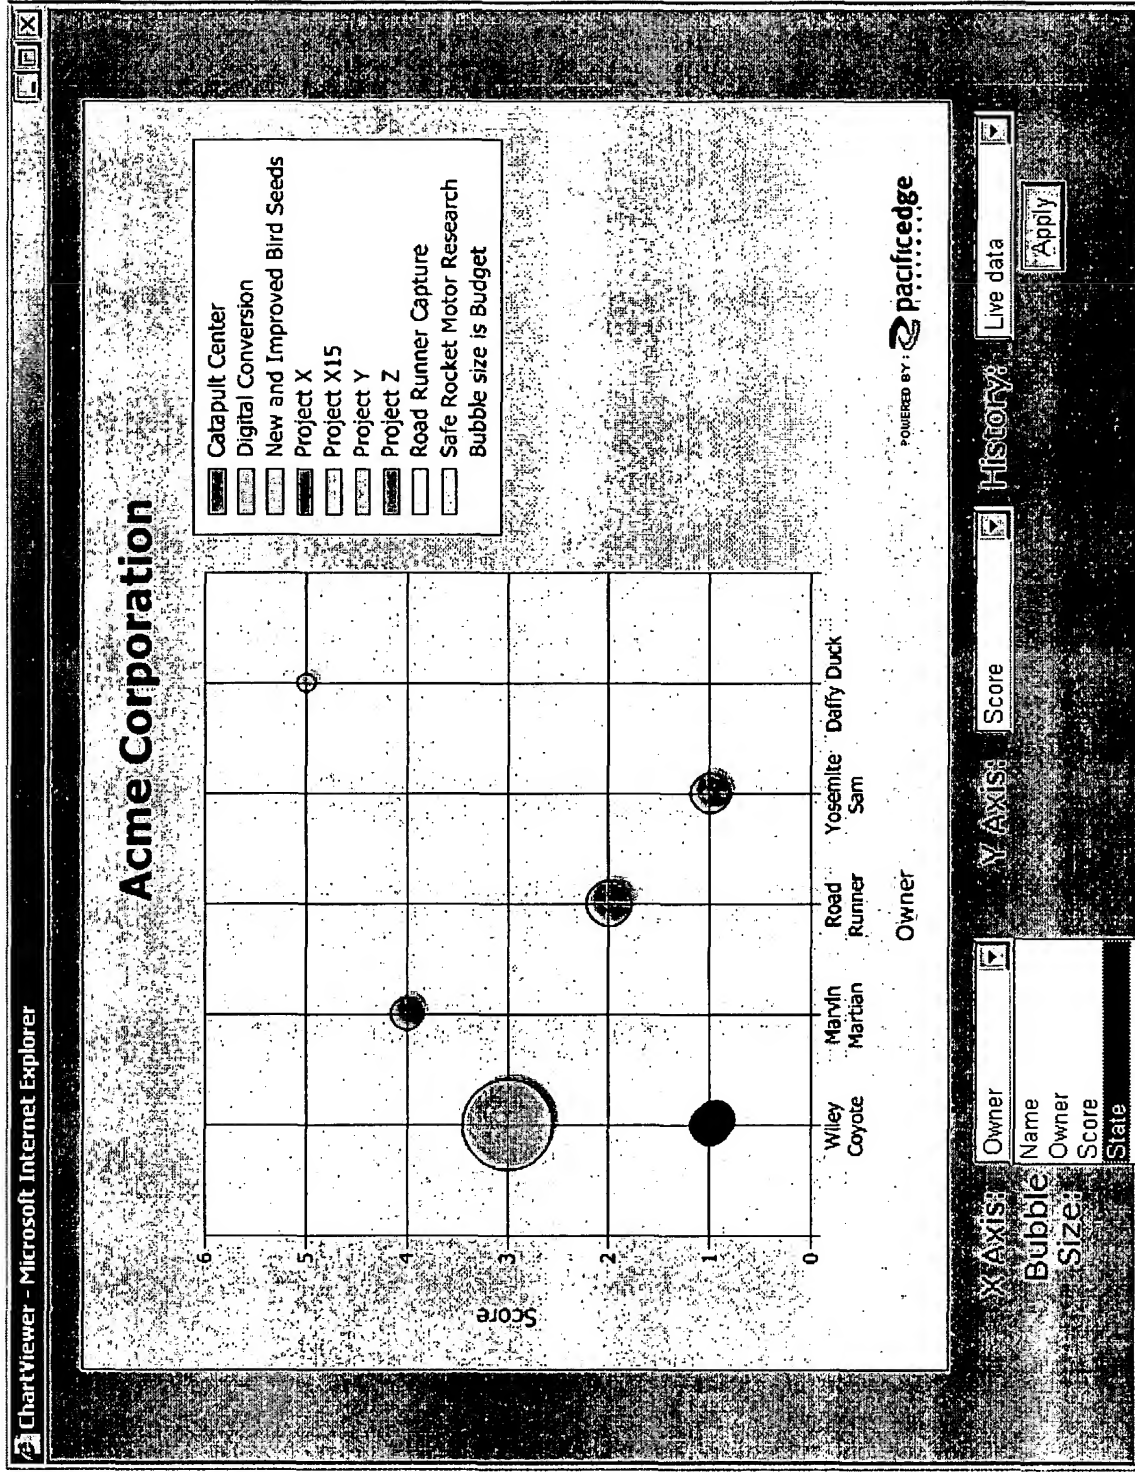 ChartViewer - Microsoft Internet Explorer
Acme Corporation
6
5
4
3
2
1
0
Score
Wiley
Coyote
Marvin
Martian
Road
Runner
Yosemite
Sam
Daffy Duck
Owner
Catapult Center
Digital Conversion
New and Improved Bird Seeds
Project X
Project X15
Project Y
Project Z
Road Runner Capture
Safe Rocket Motor Research
Bubble size is Budget
POWERED BY: pacificedge
X Axis: Owner
Y Axis: Score
History: Live data
Bubble
Size:
Name
Owner
Score
State
Apply